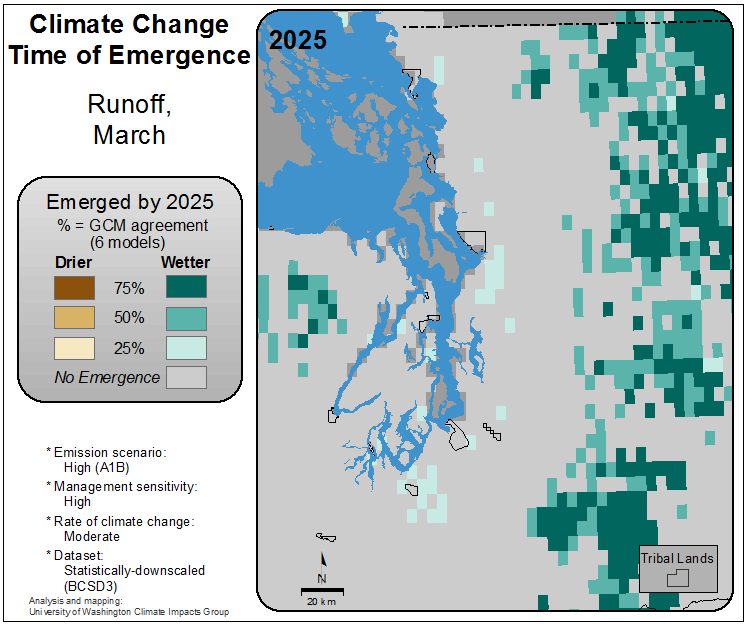 Climate Change
Time of Emergence
Runoff,
March
Emerged by 2025
% = GCM agreement
(6 models)
Drier Wetter
75%
50%
25%
No Emergence
* Emission scenario:
High (A1B)
* Management sensitivity:
High
* Rate of climate change:
Moderate
* Dataset:
Statistically-downscaled
(BCSD3)
Analysis and mapping:
University of Washington Climate Impacts Group
2025
N
20 km
Tribal Lands